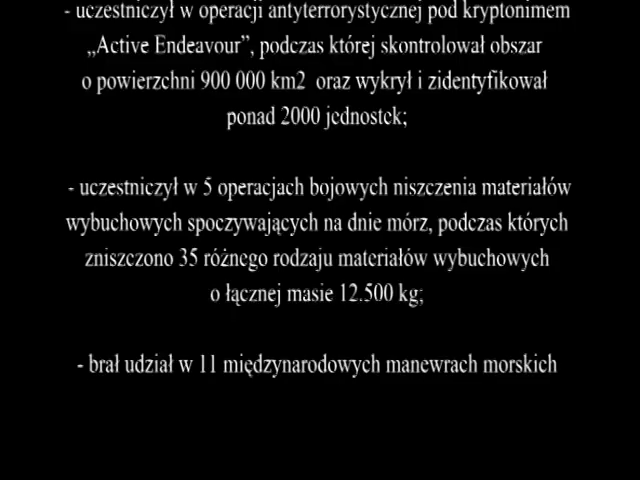 - uczestniczył w operacji antyterrorystycznej pod kryptonimem
„Active Endeavour”, podczas której skontrolował obszar
o powierzchni 900 000 km2 oraz wykrył i zidentyfikował
ponad 2000 jednostek;
- uczestniczył w 5 operacjach bojowych niszczenia materiałów
wybuchowych spoczywających na dnie mórz, podczas których
zniszczono 35 różnego rodzaju materiałów wybuchowych
o łącznej masie 12.500 kg;
- brał udział w 11 międzynarodowych manewrach morskich